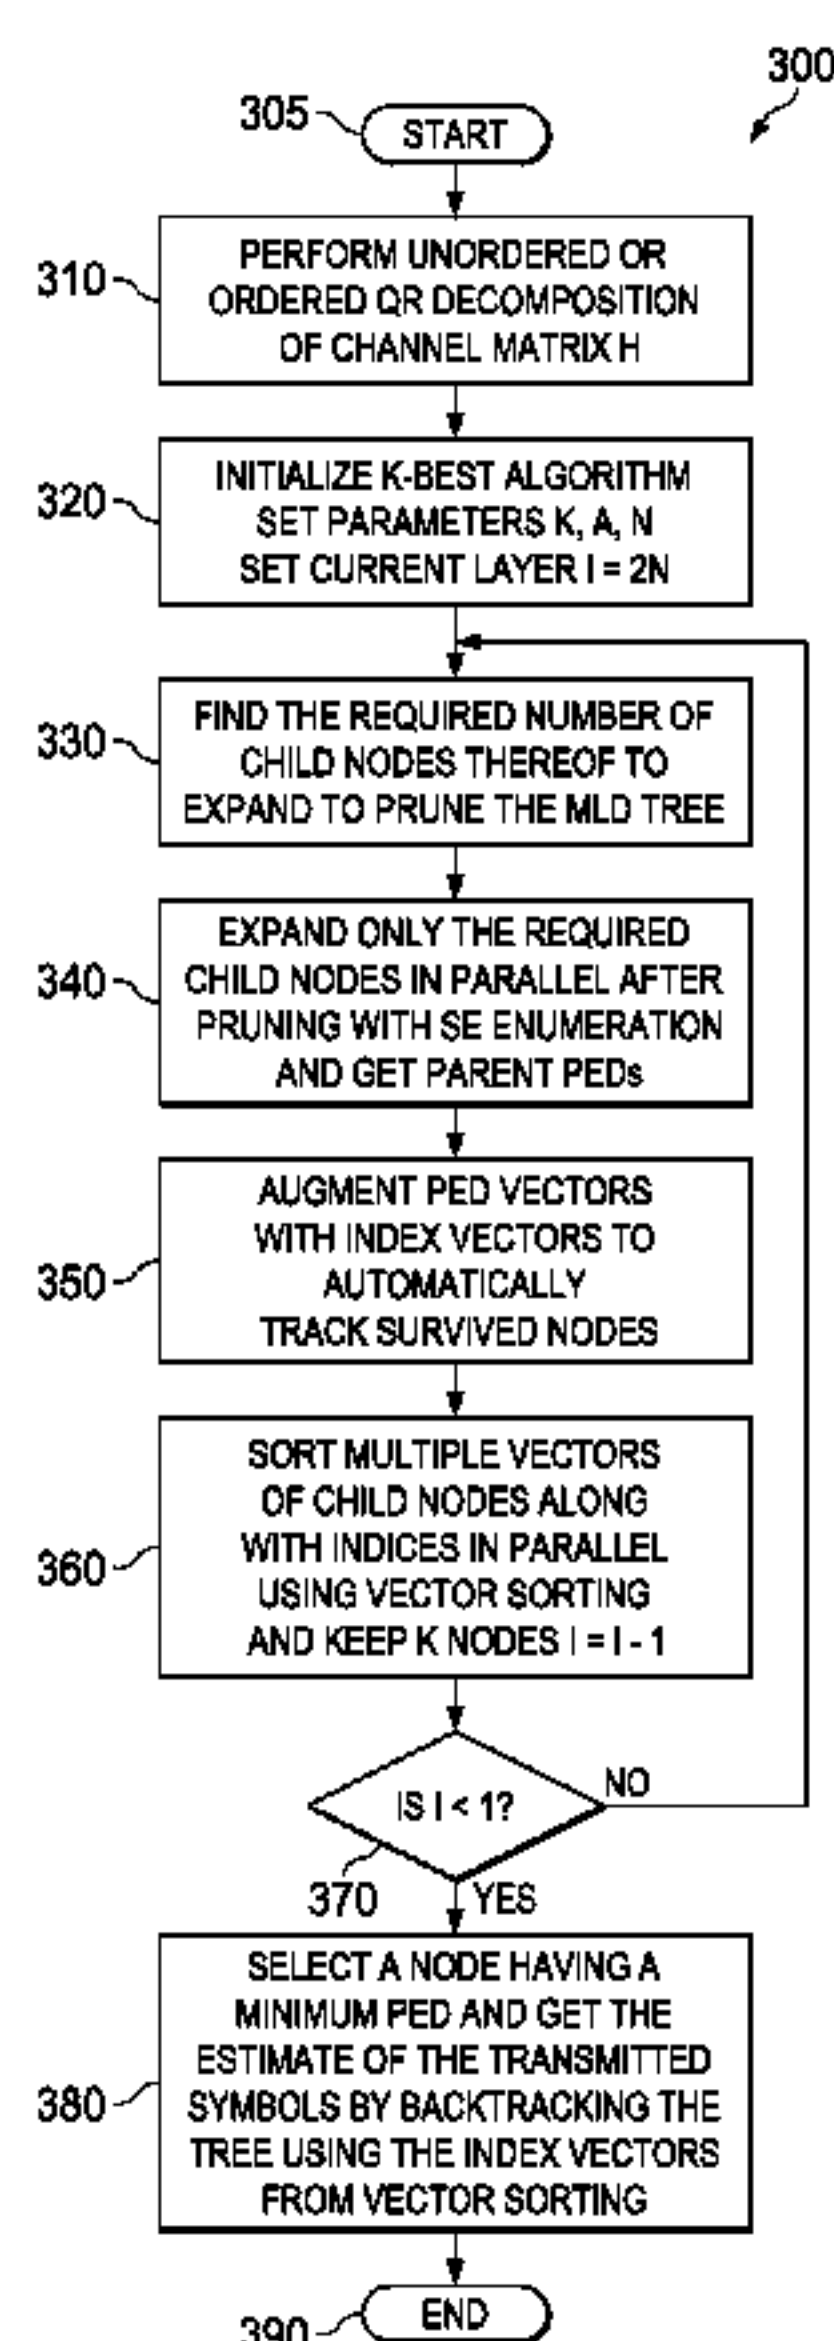 300
305
START
310
PERFORM UNORDERED OR
ORDERED QR DECOMPOSITION
OF CHANNEL MATRIX H
320
INITIALIZE K-BEST ALGORITHM
SET PARAMETERS K, A, N
SET CURRENT LAYER I = 2N
330
FIND THE REQUIRED NUMBER OF
CHILD NODES THEREOF TO
EXPAND TO PRUNE THE MLD TREE
340
EXPAND ONLY THE REQUIRED
CHILD NODES IN PARALLEL AFTER
PRUNING WITH SE ENUMERATION
AND GET PARENT PEDs
350
AUGMENT PED VECTORS
WITH INDEX VECTORS TO
AUTOMATICALLY
TRACK SURVIVED NODES
360
SORT MULTIPLE VECTORS
OF CHILD NODES ALONG
WITH INDICES IN PARALLEL
USING VECTOR SORTING
AND KEEP K NODES I = I - 1
IS I < 1?
NO
370
YES
380
SELECT A NODE HAVING A
MINIMUM PED AND GET THE
ESTIMATE OF THE TRANSMITTED
SYMBOLS BY BACKTRACKING THE
TREE USING THE INDEX VECTORS
FROM VECTOR SORTING
390
END